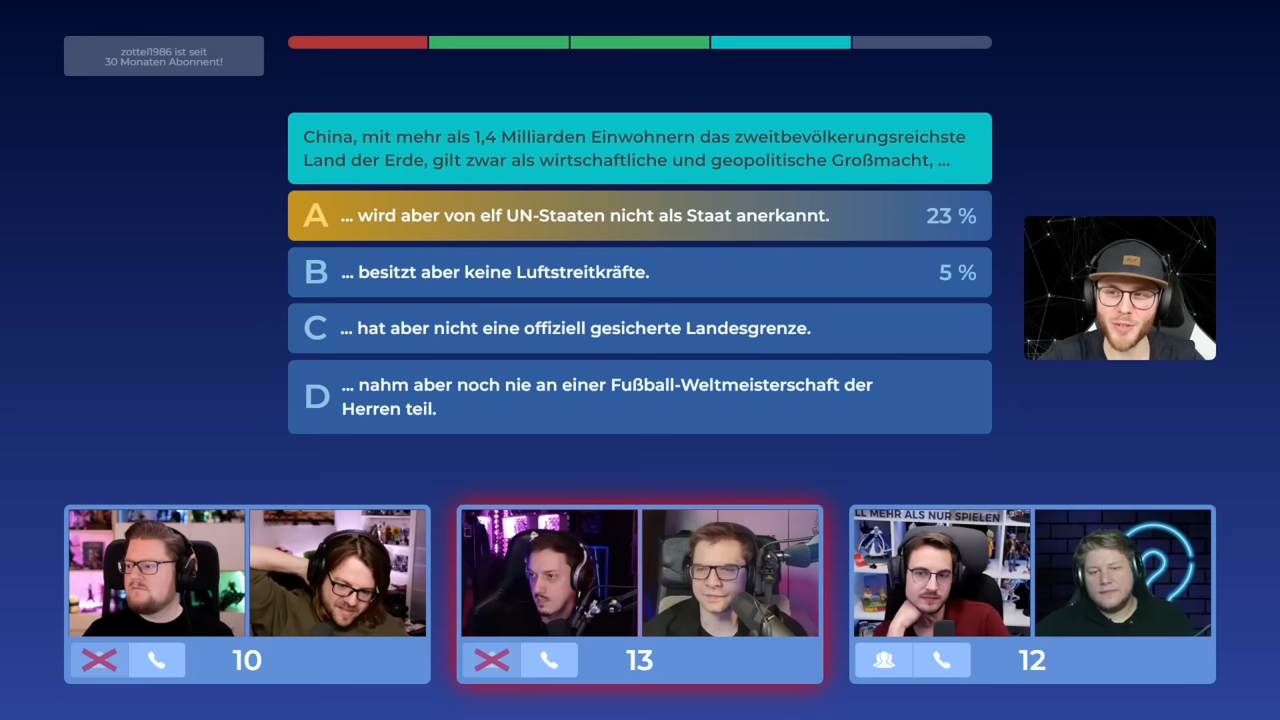 zottel1986 ist seit
30 Monaten Abonnent!
China, mit mehr als 1,4 Milliarden Einwohnern das zweitbevölkerungsreichste
Land der Erde, gilt zwar als wirtschaftliche und geopolitische Großmacht, ...
A ... wird aber von elf UN-Staaten nicht als Staat anerkannt. 23 %
B ... besitzt aber keine Luftstreitkräfte. 5 %
C ... hat aber nicht eine offiziell gesicherte Landesgrenze.
D ... nahm aber noch nie an einer Fußball-Weltmeisterschaft der
Herren teil.
LL MEHR ALS NUR SPIELEN
10
13
12